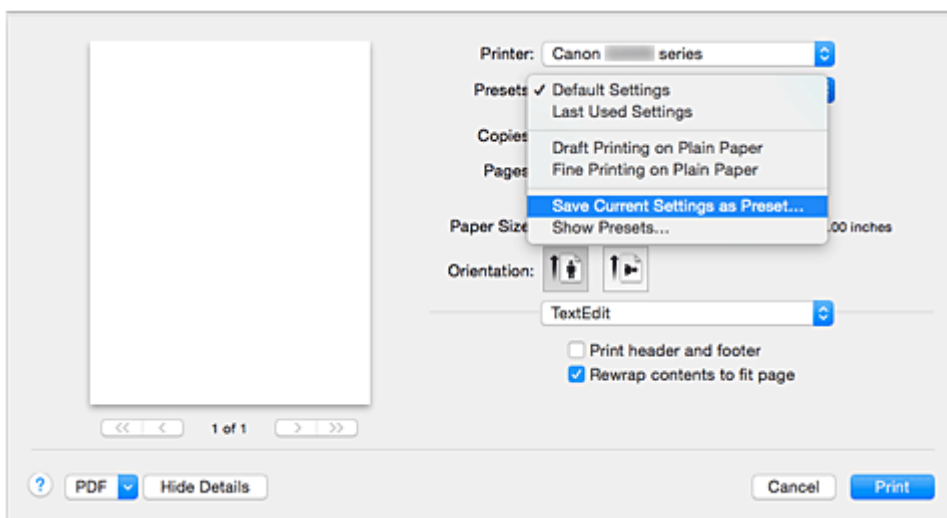 Printer: Canon series
Presets ✓ Default Settings
Last Used Settings
Copies
Draft Printing on Plain Paper
Pages Fine Printing on Plain Paper
Save Current Settings as Preset...
Paper Size Show Presets... .00 inches
Orientation:
TextEdit
Print header and footer
Rewrap contents to fit page
1 of 1
? PDF Hide Details Cancel Print